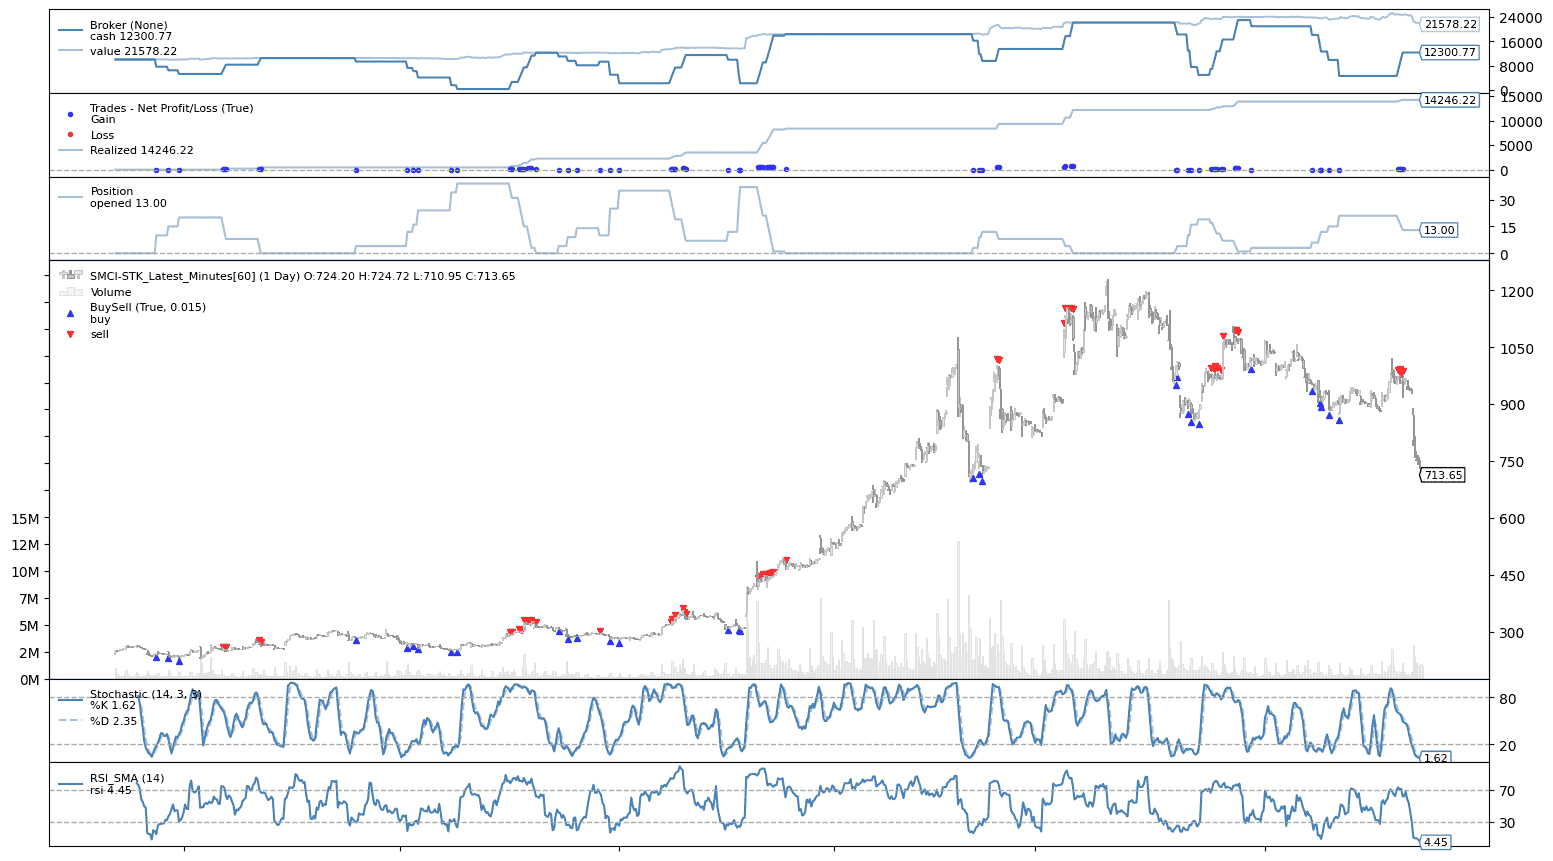 Broker (None)
cash 12300.77
value 21578.22
24000
21578.22
16000
12300.77
8000
0
Trades - Net Profit/Loss (True)
Gain
Loss
Realized 14246.22
15000
14246.22
10000
5000
0
Position
opened 13.00
30
15
13.00
0
SMCI-STK_Latest_Minutes[60] (1 Day) O:724.20 H:724.72 L:710.95 C:713.65
Volume
BuySell (True, 0.015)
buy
sell
1200
1050
900
750
713.65
600
450
300
15M
12M
10M
7M
5M
2M
0M
Stochastic (14, 3, 3)
%K 1.62
%D 2.35
80
20
1.62
RSI_SMA (14)
rsi 4.45
70
30
4.45